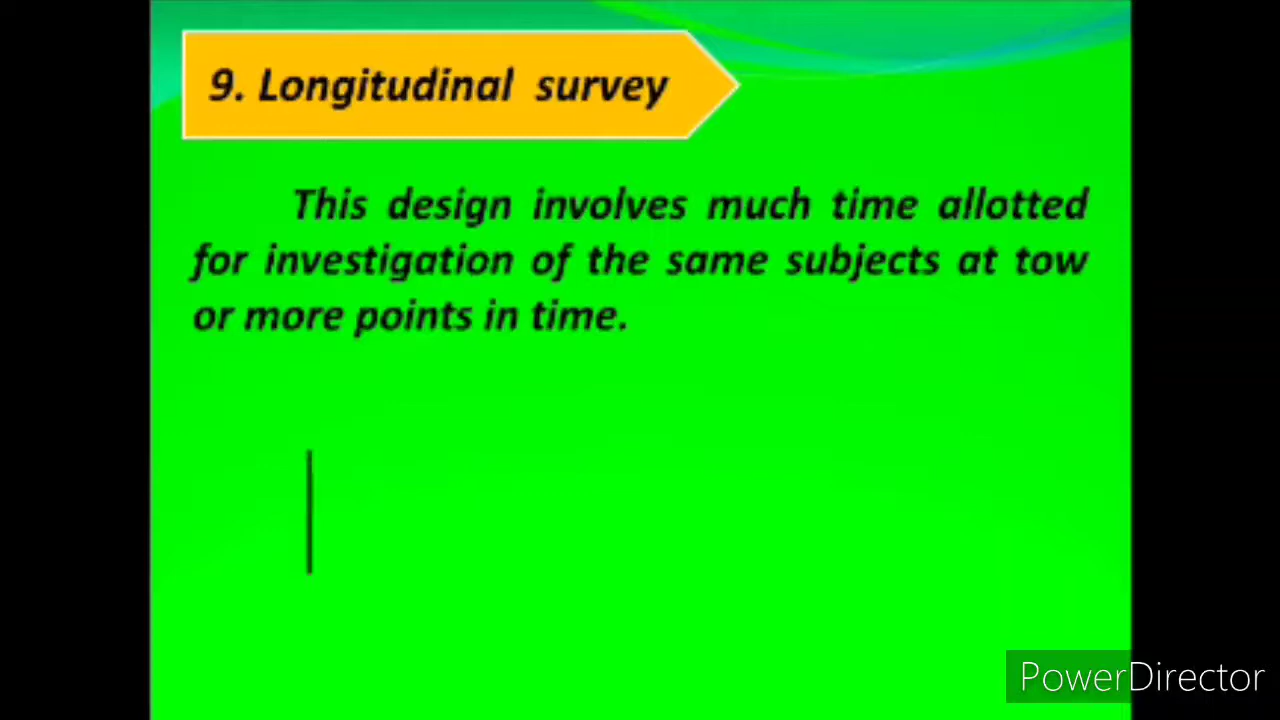 9. Longitudinal survey
This design involves much time allotted
for investigation of the same subjects at tow
or more points in time.
PowerDirector